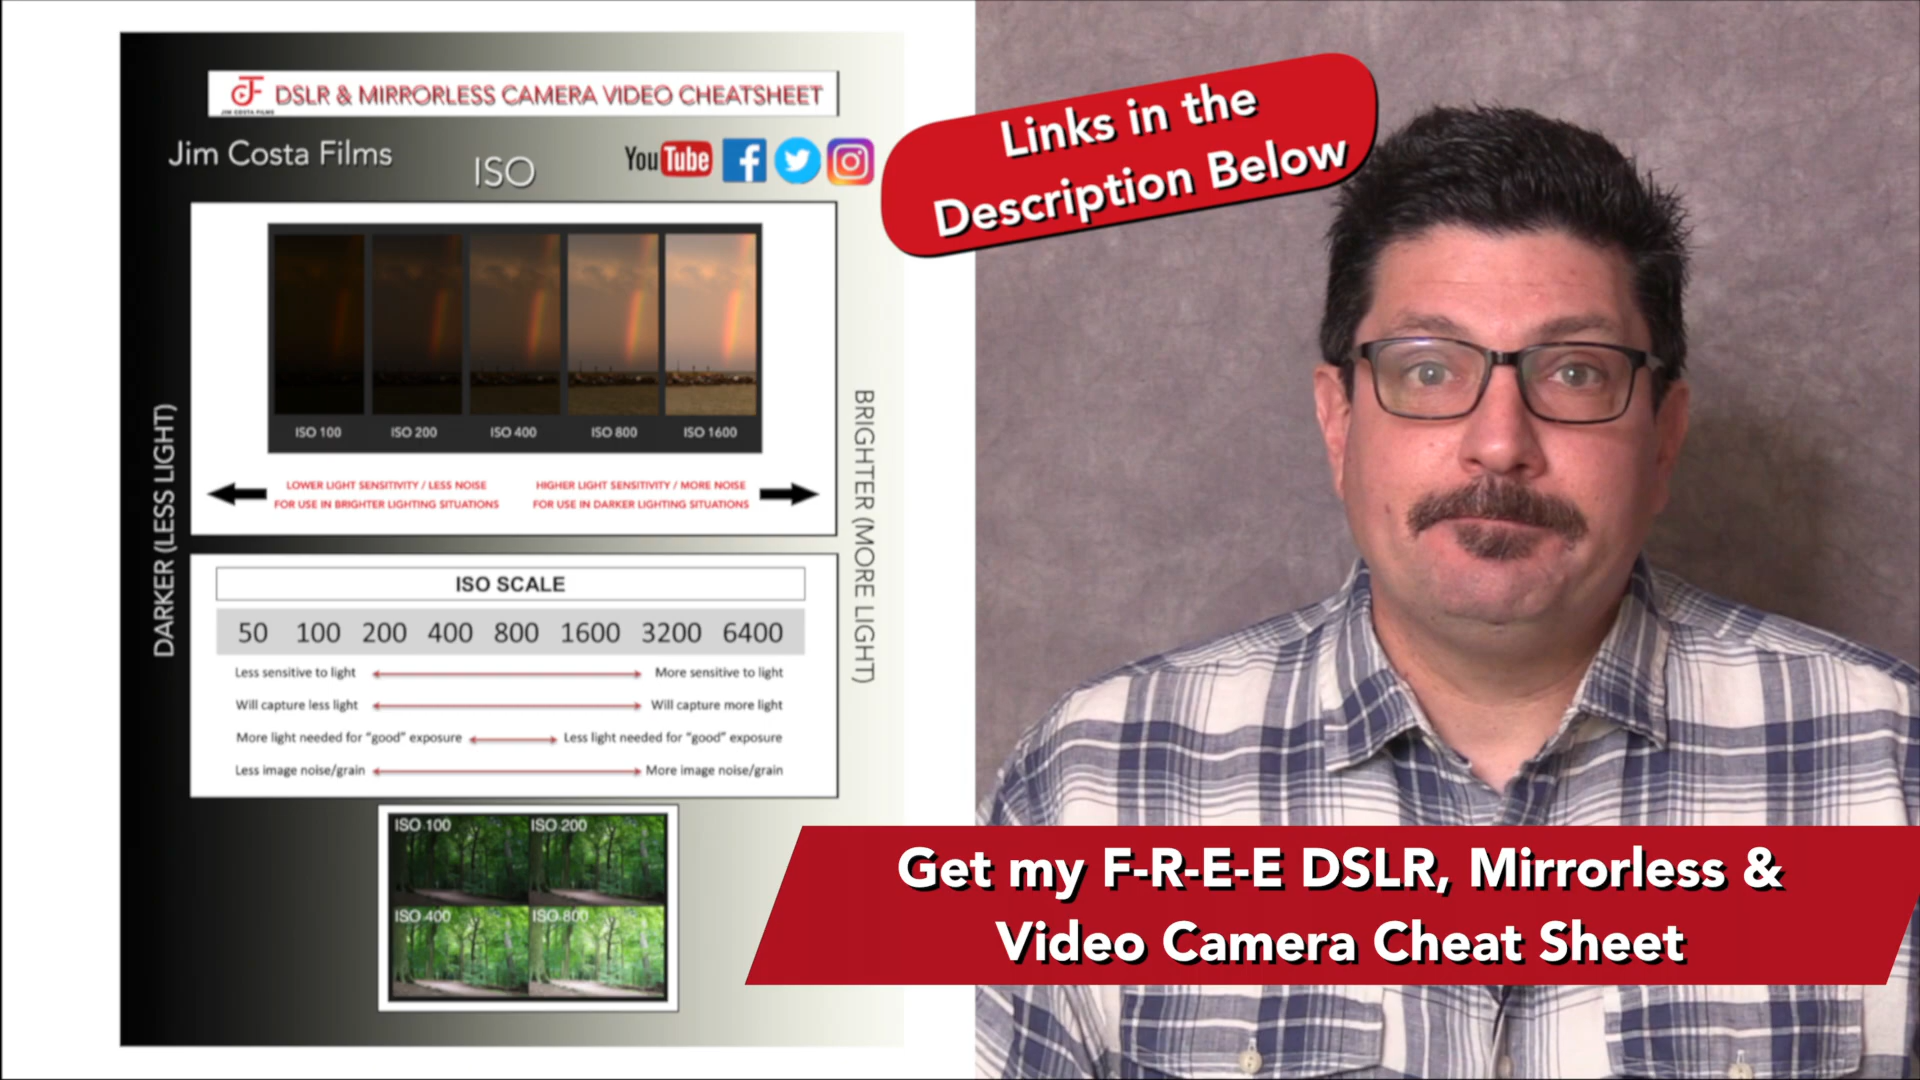 JIM COSTA FILMS
DSLR & MIRRORLESS CAMERA VIDEO CHEATSHEET
Jim Costa Films
ISO
YouTube
Links in the
Description Below
ISO 100
ISO 200
ISO 400
ISO 800
ISO 1600
LOWER LIGHT SENSITIVITY / LESS NOISE
FOR USE IN BRIGHTER LIGHTING SITUATIONS
HIGHER LIGHT SENSITIVITY / MORE NOISE
FOR USE IN DARKER LIGHTING SITUATIONS
DARKER (LESS LIGHT)
BRIGHTER (MORE LIGHT)
ISO SCALE
50 100 200 400 800 1600 3200 6400
Less sensitive to light More sensitive to light
Will capture less light Will capture more light
More light needed for “good” exposure Less light needed for “good” exposure
Less image noise/grain More image noise/grain
ISO 100
ISO 200
ISO 400
ISO 800
Get my F-R-E-E DSLR, Mirrorless &
Video Camera Cheat Sheet